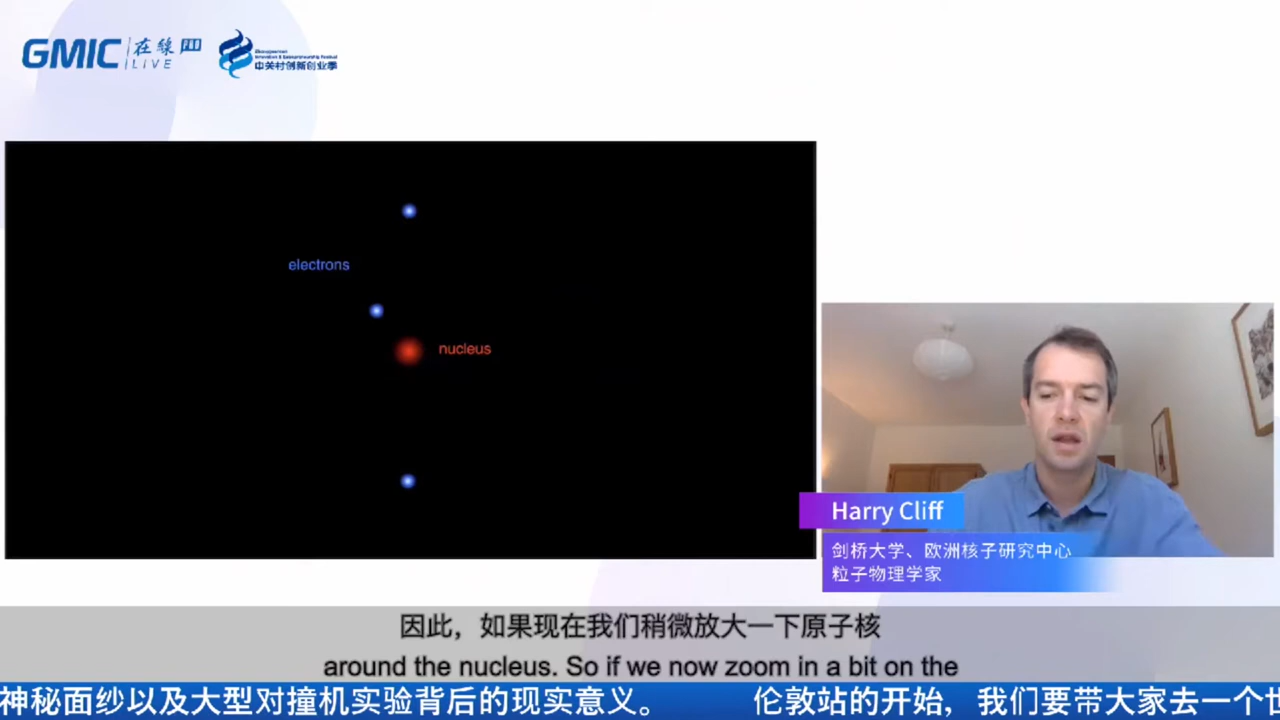 GMIC 在線 PRO
LIVE
Innovation & Entrepreneurship Festival
中关村创新创业季
electrons
nucleus
Harry Cliff
剑桥大学、欧洲核子研究中心
粒子物理学家
因此，如果现在我们稍微放大一下原子核
around the nucleus. So if we now zoom in a bit on the
神秘面纱以及大型对撞机实验背后的现实意义。 伦敦站的开始，我们要带大家去一个